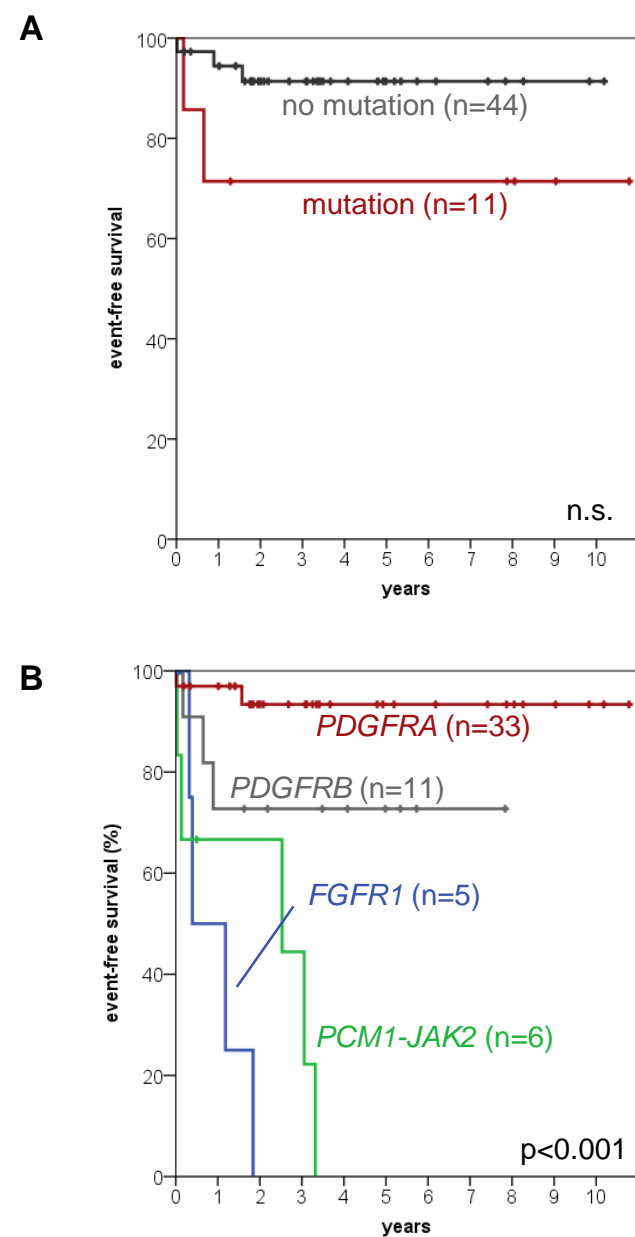 A
100
80
60
40
20
0
event-free survival
no mutation (n=44)
mutation (n=11)
n.s.
0 1 2 3 4 5 6 7 8 9 10
years
B
100
80
60
40
20
0
event-free survival (%)
PDGFRA (n=33)
PDGFRB (n=11)
FGFR1 (n=5)
PCM1-JAK2 (n=6)
p<0.001
0 1 2 3 4 5 6 7 8 9 10
years